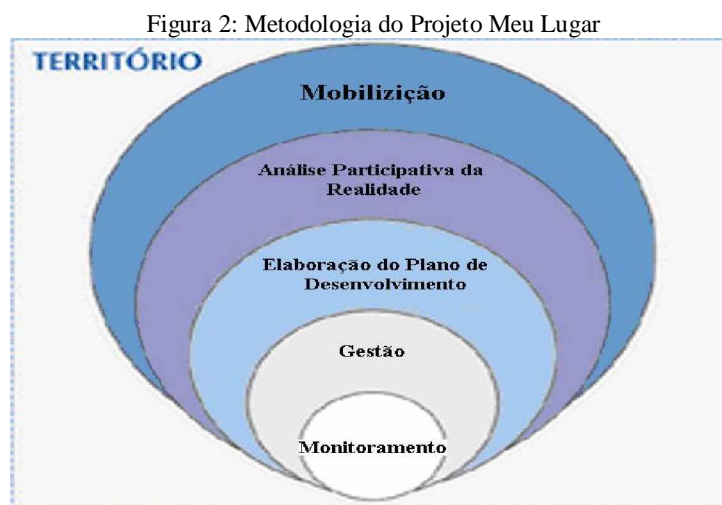 Figura 2: Metodologia do Projeto Meu Lugar
TERRITÓRIO
Mobilizição
Análise Participativa da
Realidade
Elaboração do Plano de
Desenvolvimento
Gestão
Monitoramento